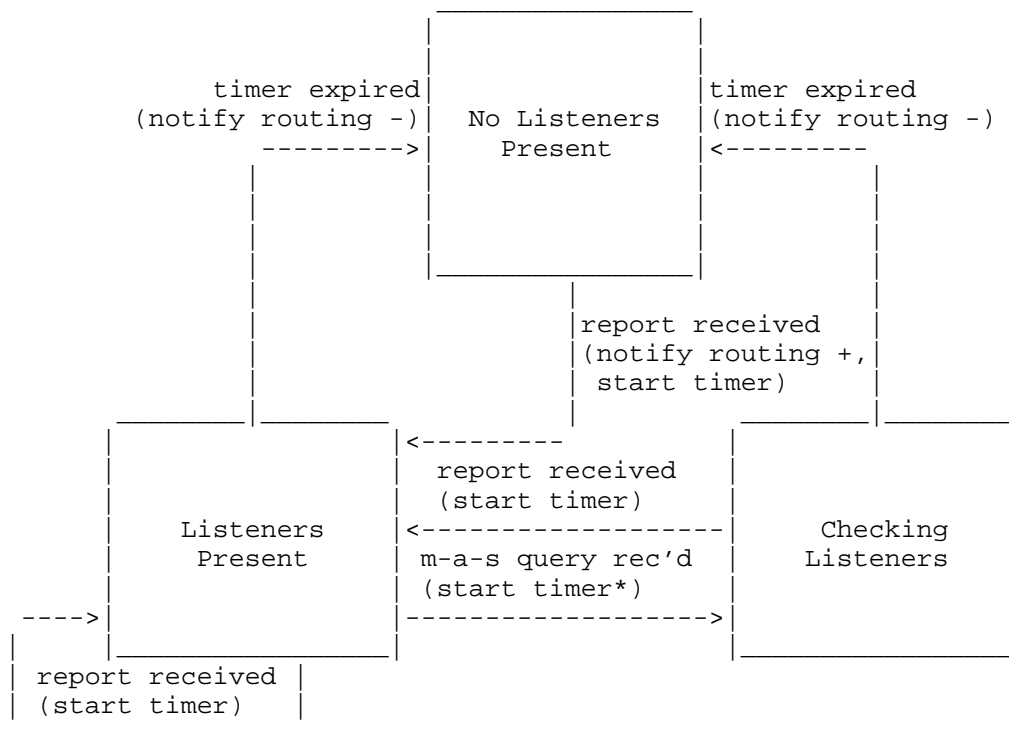 timer expired timer expired
(notify routing -) No Listeners (notify routing -)
Present
report received
(notify routing +,
start timer)
report received
(start timer)
Listeners Checking
Present m-a-s query rec'd Listeners
(start timer*)
report received
(start timer)